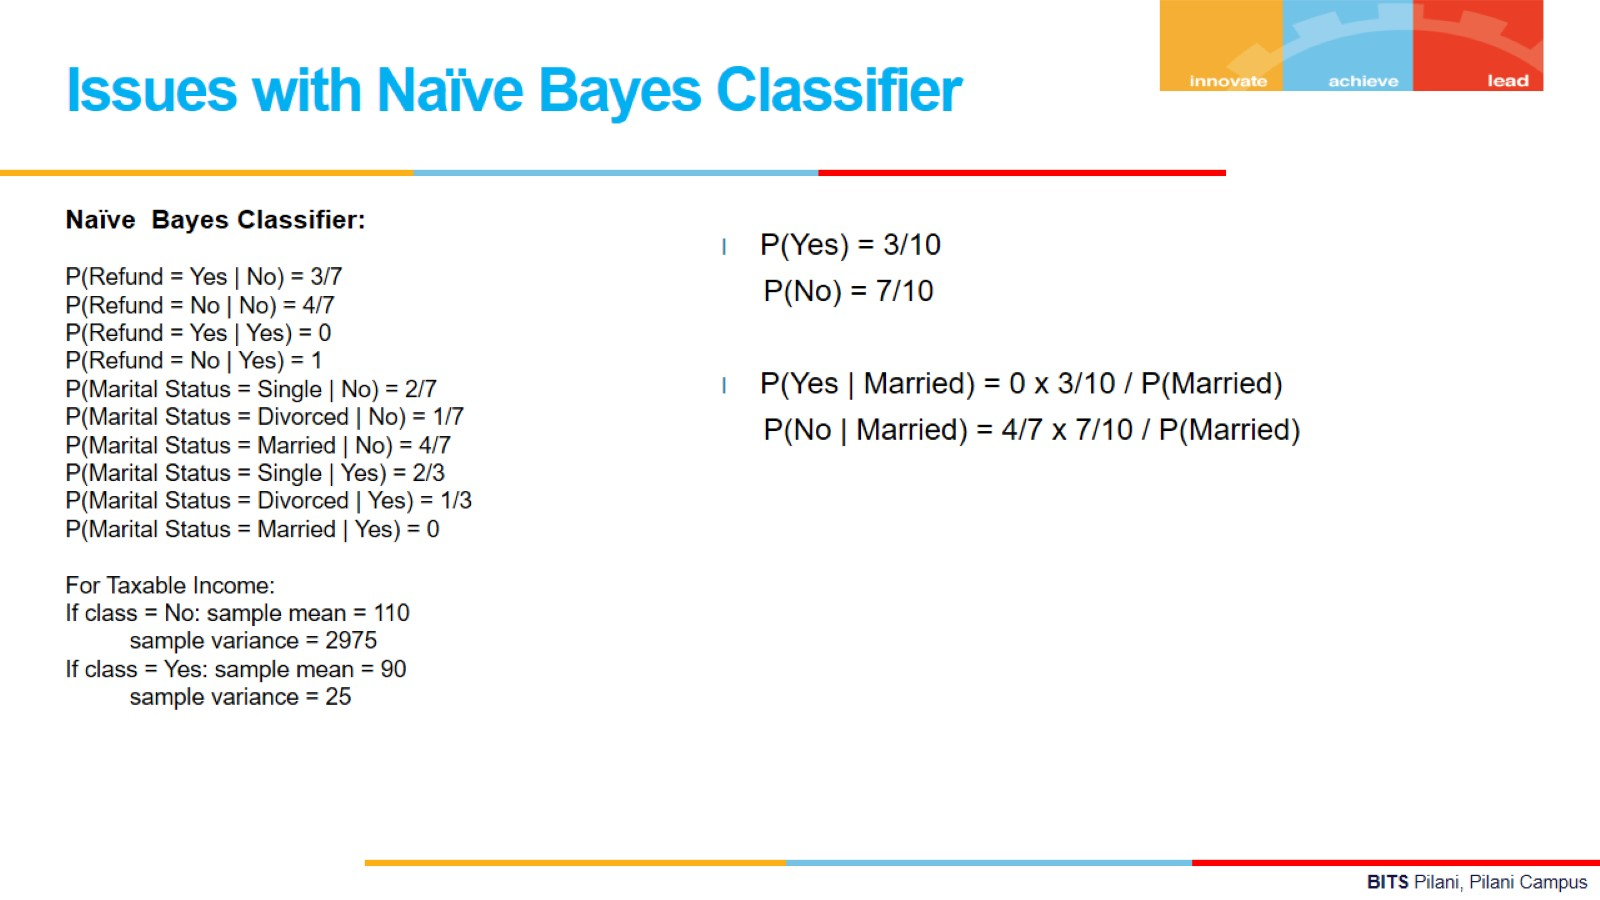 Issues with Naïve Bayes Classifier
innovate achieve lead
Naïve Bayes Classifier:
P(Refund = Yes | No) = 3/7
P(Refund = No | No) = 4/7
P(Refund = Yes | Yes) = 0
P(Refund = No | Yes) = 1
P(Marital Status = Single | No) = 2/7
P(Marital Status = Divorced | No) = 1/7
P(Marital Status = Married | No) = 4/7
P(Marital Status = Single | Yes) = 2/3
P(Marital Status = Divorced | Yes) = 1/3
P(Marital Status = Married | Yes) = 0
For Taxable Income:
If class = No: sample mean = 110
sample variance = 2975
If class = Yes: sample mean = 90
sample variance = 25
l P(Yes) = 3/10
P(No) = 7/10
l P(Yes | Married) = 0 x 3/10 / P(Married)
P(No | Married) = 4/7 x 7/10 / P(Married)
BITS Pilani, Pilani Campus